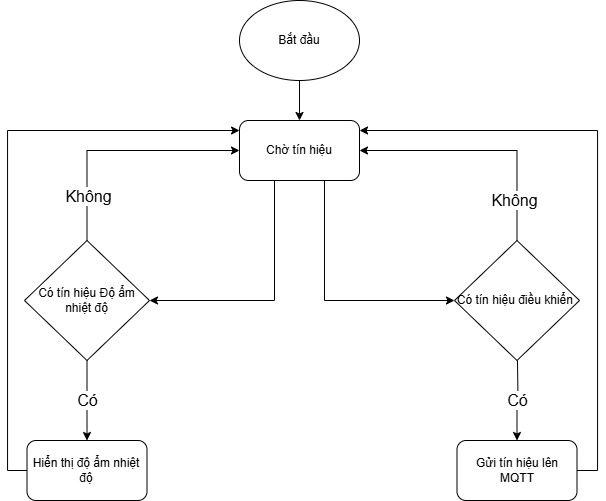 Bắt đầu
Chờ tín hiệu
Không
Không
Có tín hiệu Độ ẩm
nhiệt độ
Có tín hiệu điều khiển
Có
Có
Hiển thị độ ẩm nhiệt
độ
Gửi tín hiệu lên
MQTT